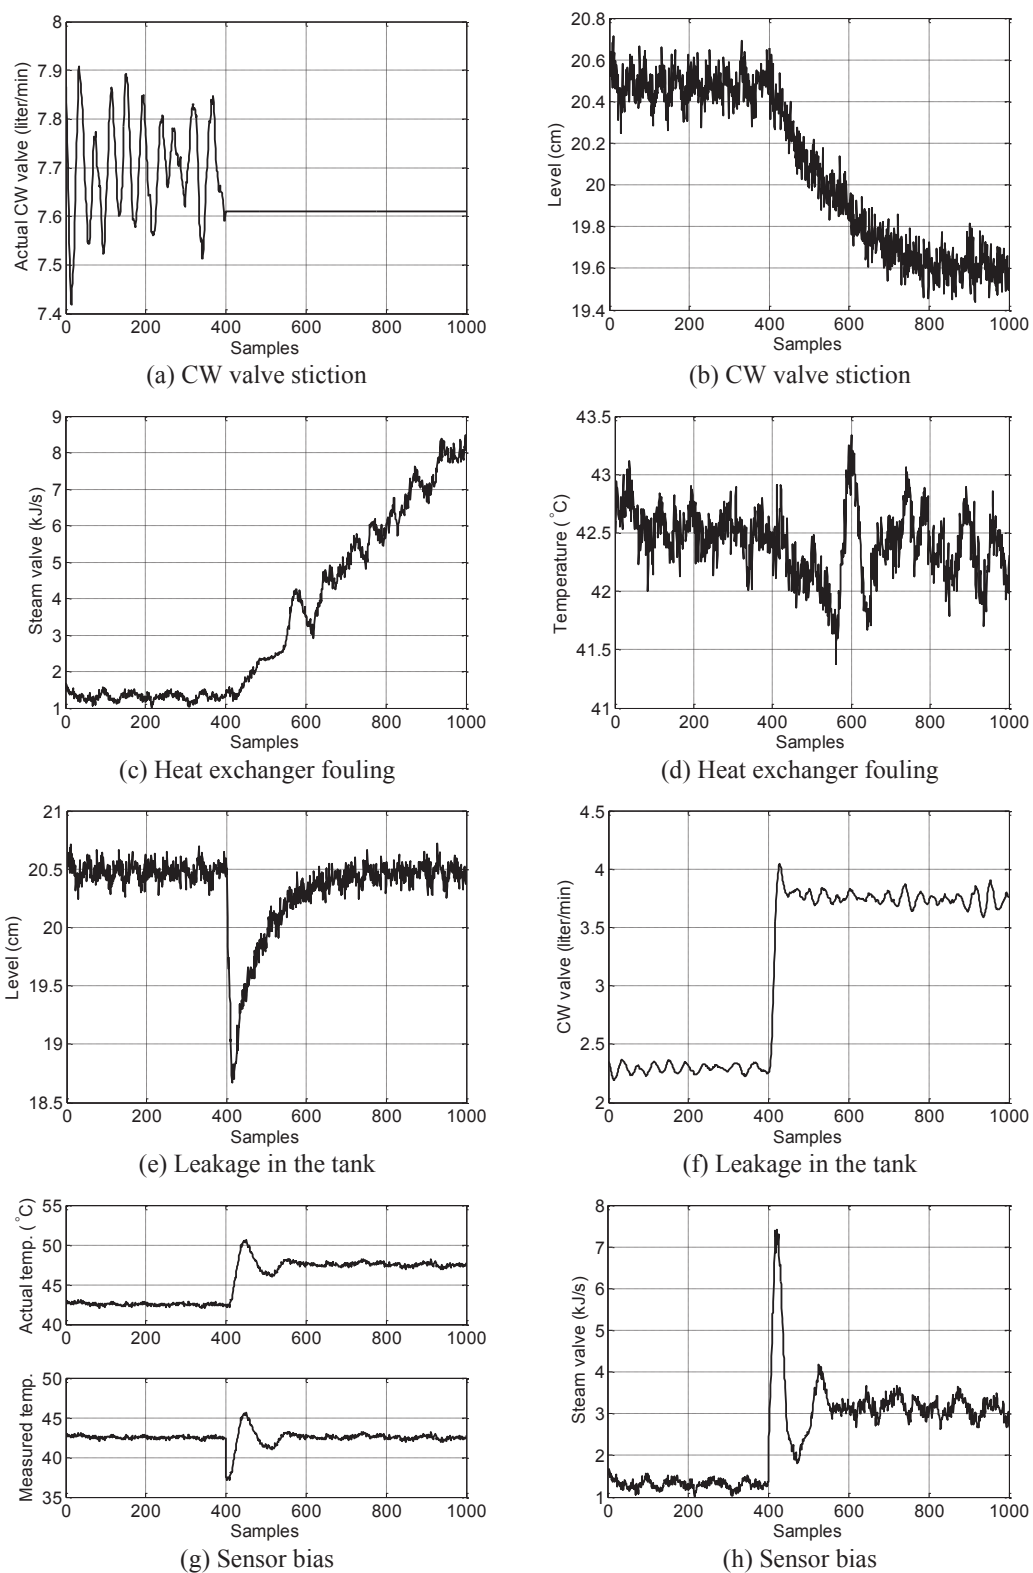 8
7.9
7.8
7.7
7.6
7.5
7.4
0 200 400 600 800 1000
Actual CW valve (liter/min)
Samples
(a) CW valve stiction
20.8
20.6
20.4
20.2
20
19.8
19.6
19.4
0 200 400 600 800 1000
Level (cm)
Samples
(b) CW valve stiction
9
8
7
6
5
4
3
2
1
0 200 400 600 800 1000
Steam valve (kJ/s)
Samples
(c) Heat exchanger fouling
43.5
43
42.5
42
41.5
41
0 200 400 600 800 1000
Temperature (°C)
Samples
(d) Heat exchanger fouling
21
20.5
20
19.5
19
18.5
0 200 400 600 800 1000
Level (cm)
Samples
(e) Leakage in the tank
4.5
4
3.5
3
2.5
2
0 200 400 600 800 1000
CW valve (liter/min)
Samples
(f) Leakage in the tank
55
50
45
40
0 200 400 600 800 1000
Actual temp. (°C)
50
45
40
35
0 200 400 600 800 1000
Measured temp.
Samples
(g) Sensor bias
8
7
6
5
4
3
2
1
0 200 400 600 800 1000
Steam valve (kJ/s)
Samples
(h) Sensor bias